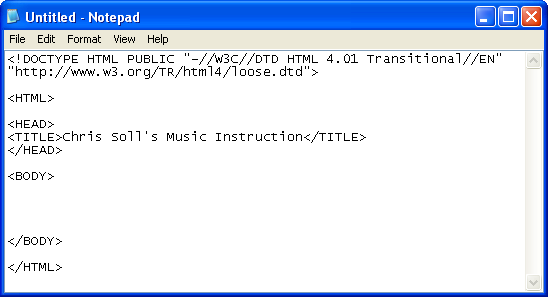 Untitled - Notepad
File Edit Format View Help
<!DOCTYPE HTML PUBLIC "-//W3C//DTD HTML 4.01 Transitional//EN"
"http://www.w3.org/TR/html4/loose.dtd">
<HTML>
<HEAD>
<TITLE>Chris Soll's Music Instruction</TITLE>
</HEAD>
<BODY>
</BODY>
</HTML>